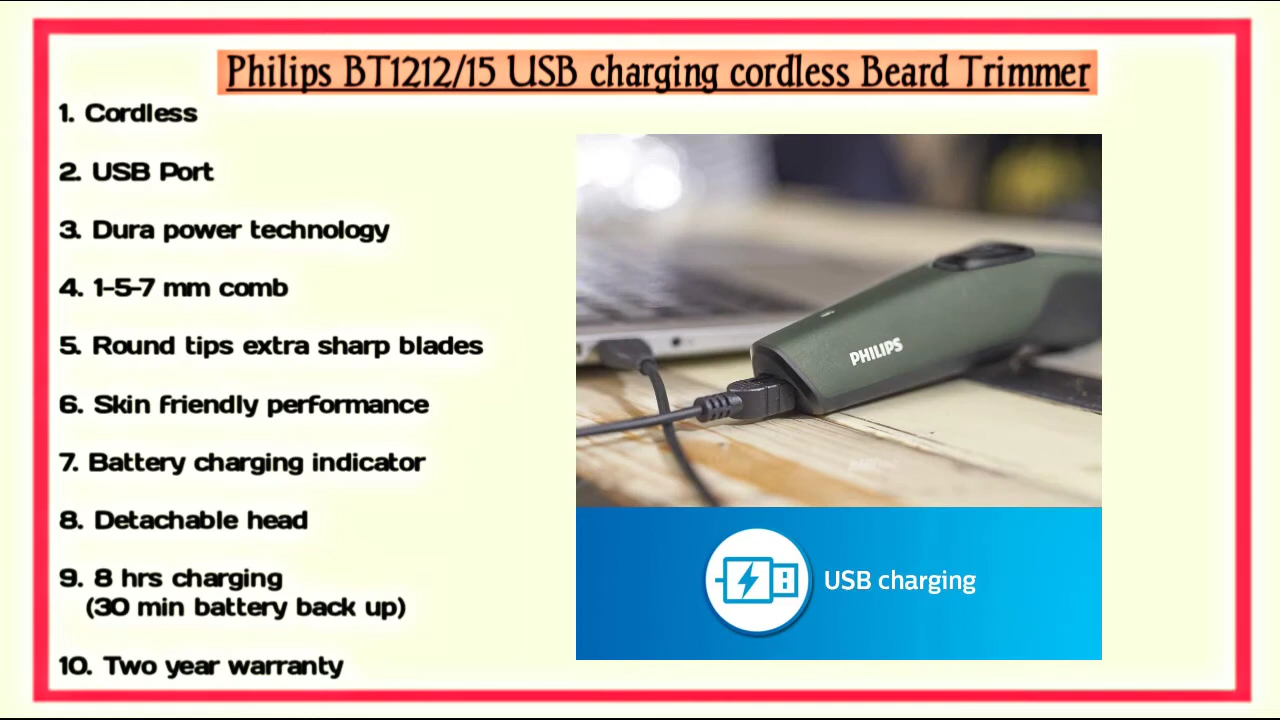 Philips BT1212/15 USB charging cordless Beard Trimmer
1. Cordless
2. USB Port
3. Dura power technology
4. 1-5-7 mm comb
5. Round tips extra sharp blades
6. Skin friendly performance
7. Battery charging indicator
8. Detachable head
9. 8 hrs charging
(30 min battery back up)
10. Two year warranty
PHILIPS
USB charging